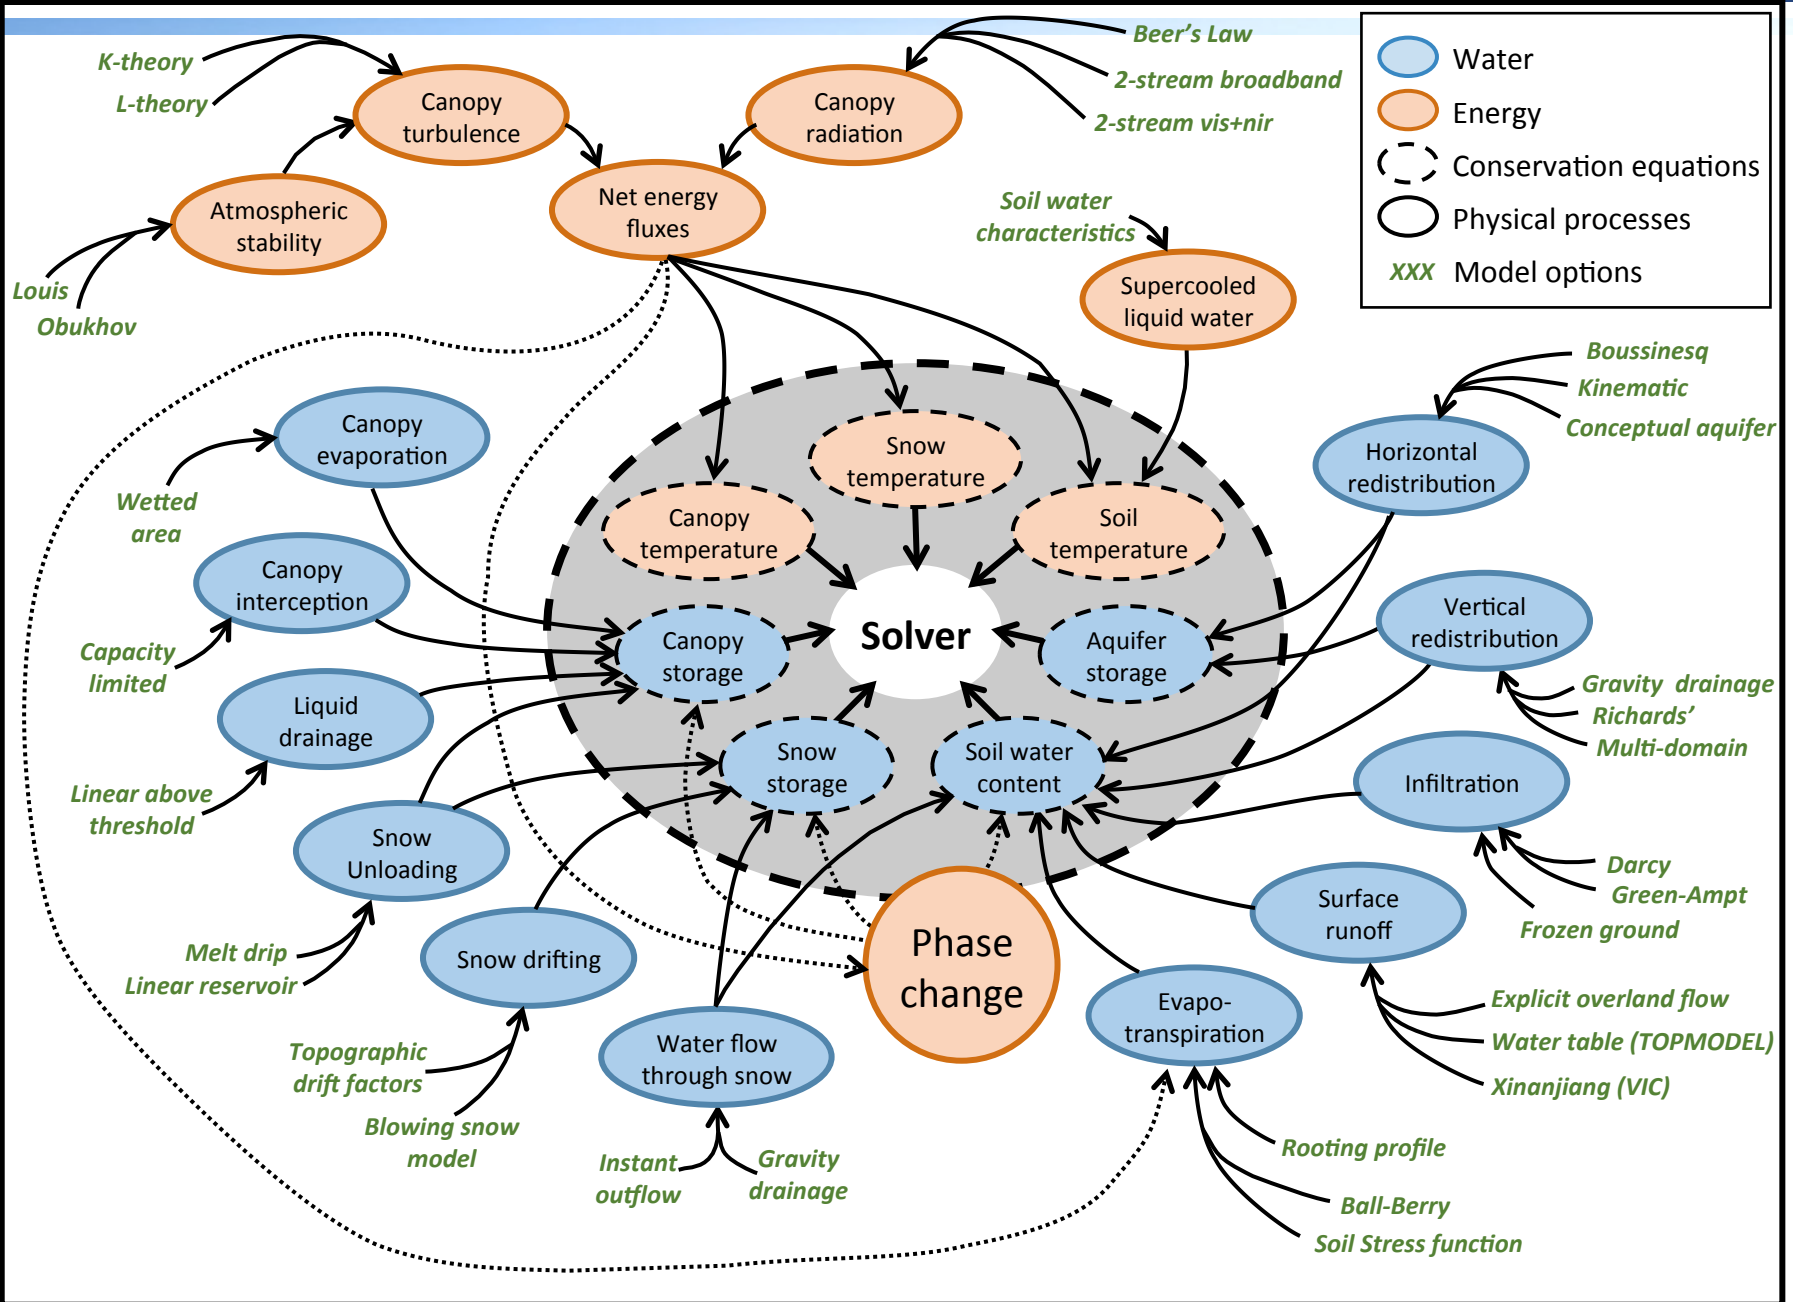 K-theory
L-theory
Canopy
turbulence
Canopy
radiation
Beer’s Law
2-stream broadband
2-stream vis+nir
Water
Energy
Conservation equations
Physical processes
XXX Model options
Atmospheric
stability
Net energy
fluxes
Louis
Obukhov
Soil water
characteristics
Supercooled
liquid water
Boussinesq
Kinematic
Conceptual aquifer
Canopy
evaporation
Wetted
area
Snow
temperature
Horizontal
redistribution
Canopy
temperature
Soil
temperature
Canopy
interception
Capacity
limited
Canopy
storage
Solver
Aquifer
storage
Vertical
redistribution
Gravity drainage
Richards’
Multi-domain
Liquid
drainage
Linear above
threshold
Snow
storage
Soil water
content
Infiltration
Darcy
Green-Ampt
Frozen ground
Snow
Unloading
Melt drip
Linear reservoir
Snow drifting
Phase
change
Surface
runoff
Explicit overland flow
Water table (TOPMODEL)
Xinanjiang (VIC)
Evapo-
transpiration
Topographic
drift factors
Blowing snow
model
Water flow
through snow
Instant
outflow
Gravity
drainage
Rooting profile
Ball-Berry
Soil Stress function